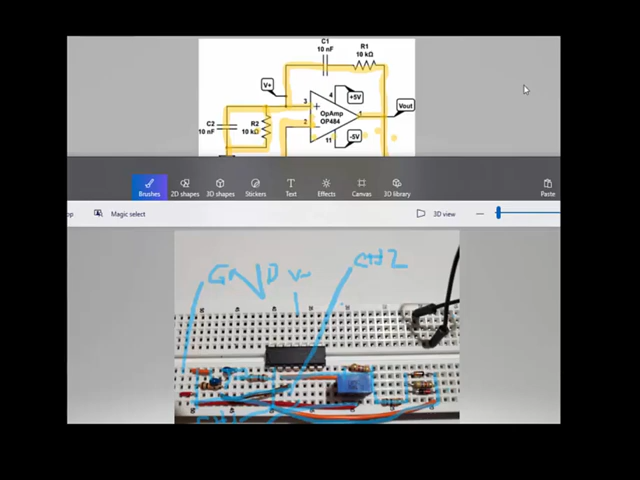 C1
10 nF
R1
10 kΩ
V+
3
4
+5V
+
OpAmp
OP484
1
Vout
C2
10 nF
R2
10 kΩ
2
11
-5V
Brushes
2D shapes
3D shapes
Stickers
Text
Effects
Canvas
3D library
Paste
Magic select
3D view
GND
CH2